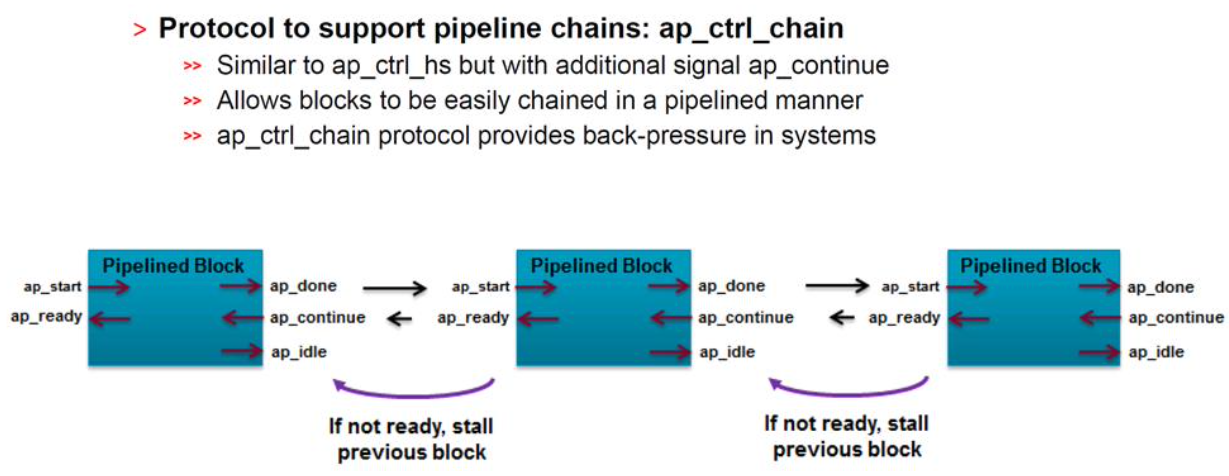 > Protocol to support pipeline chains: ap_ctrl_chain
>> Similar to ap_ctrl_hs but with additional signal ap_continue
>> Allows blocks to be easily chained in a pipelined manner
>> ap_ctrl_chain protocol provides back-pressure in systems
Pipelined Block
ap_start
ap_ready
ap_done
ap_continue
ap_idle
Pipelined Block
ap_start
ap_ready
ap_done
ap_continue
ap_idle
Pipelined Block
ap_start
ap_ready
ap_done
ap_continue
ap_idle
If not ready, stall
previous block
If not ready, stall
previous block